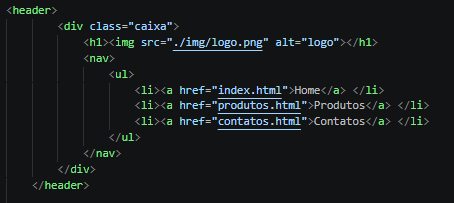 <header>
<div class="caixa">
<h1><img src="./img/logo.png" alt="logo"></h1>
<nav>
<ul>
<li><a href="index.html">Home</a> </li>
<li><a href="produtos.html">Produtos</a> </li>
<li><a href="contatos.html">Contatos</a> </li>
</ul>
</nav>
</div>
</header>